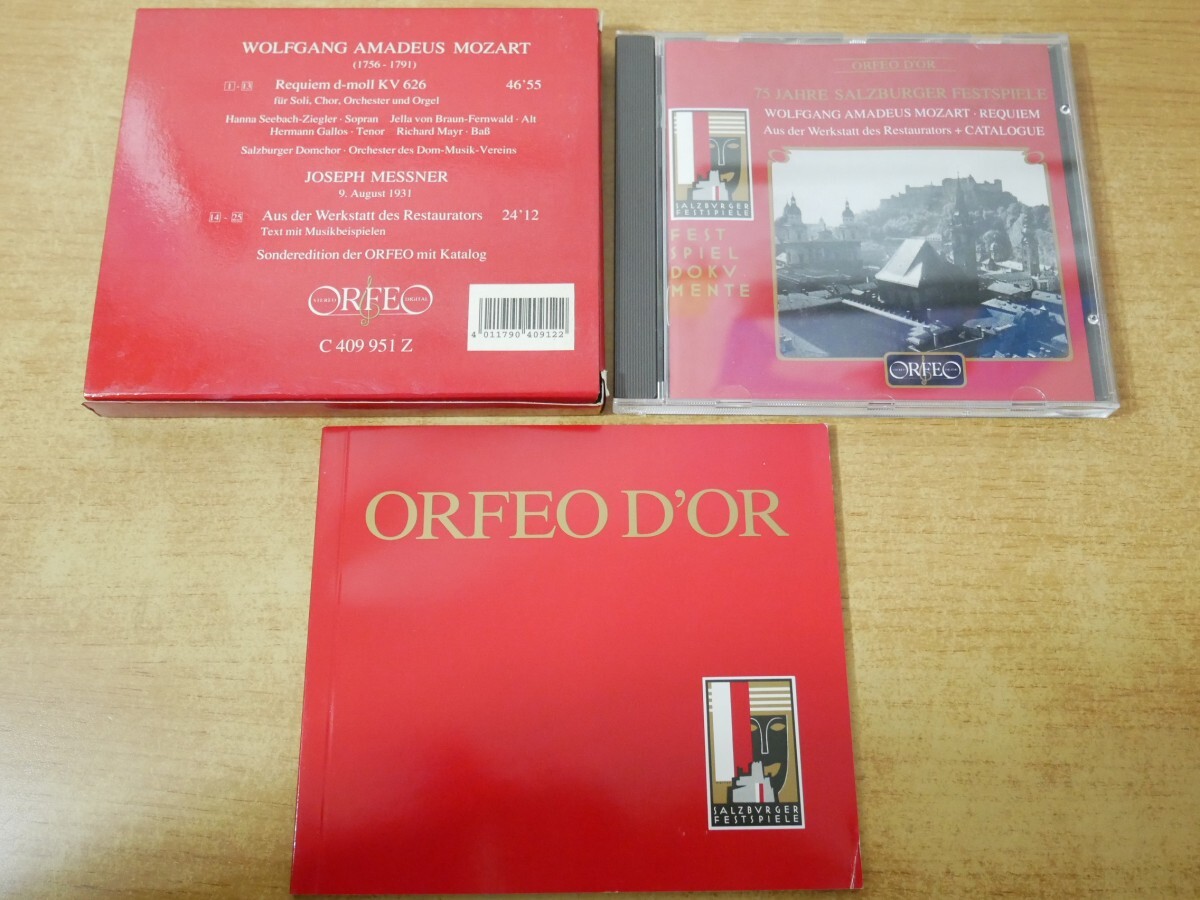 WOLFGANG AMADEUS MOZART
(1756 - 1791)
1 - 13 Requiem d-moll KV 626 46'55
für Soli, Chor, Orchester und Orgel
Hanna Seebach-Ziegler · Sopran Jella von Braun-Fernwald · Alt
Hermann Gallos · Tenor Richard Mayr · Baß
Salzburger Domchor · Orchester des Dom-Musik-Vereins
JOSEPH MESSNER
9. August 1931
14 - 25 Aus der Werkstatt des Restaurators 24'12
Text mit Musikbeispielen
Sonderedition der ORFEO mit Katalog
STEREO ORFEO DIGITAL
C 409 951 Z
4 011790 409122
ORFEO D'OR
75 JAHRE SALZBURGER FESTSPIELE
WOLFGANG AMADEUS MOZART · REQUIEM
Aus der Werkstatt des Restaurators + CATALOGUE
SALZBVRGER
FESTSPIELE
FEST
SPIEL
DOKV
MENTE
ORFEO
ORFEO D'OR
SALZBVRGER
FESTSPIELE